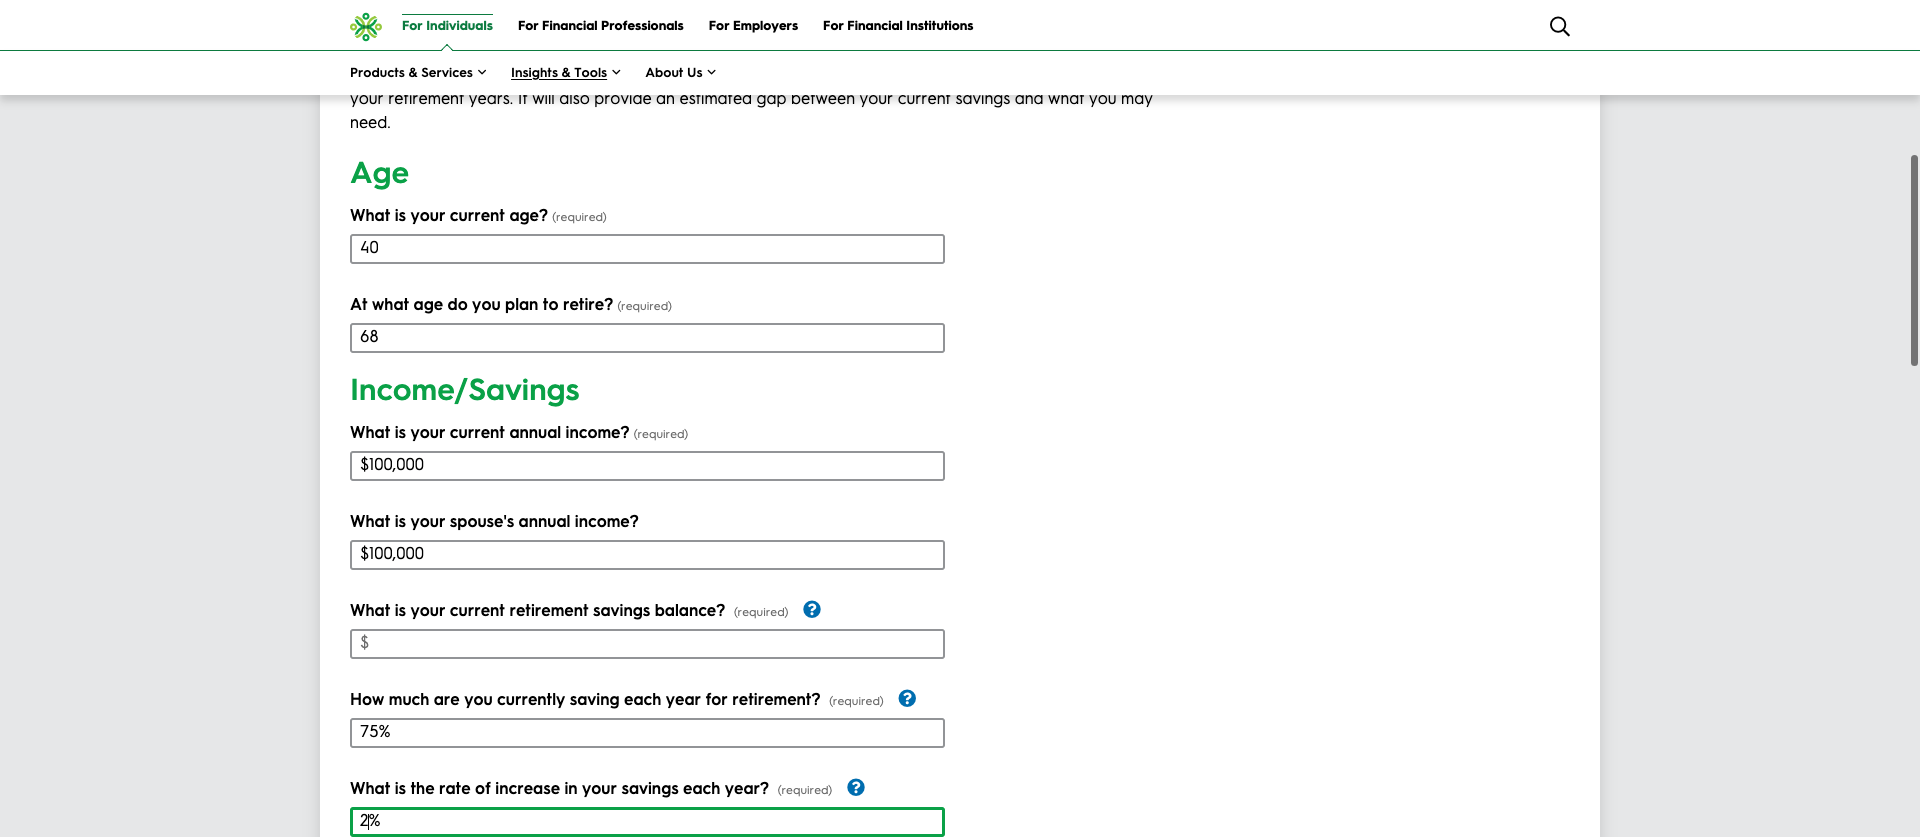 For Individuals For Financial Professionals For Employers For Financial Institutions
Products & Services Insights & Tools About Us
your retirement years. It will also provide an estimated gap between your current savings and what you may
need.
Age
What is your current age? (required)
40
At what age do you plan to retire? (required)
68
Income/Savings
What is your current annual income? (required)
$100,000
What is your spouse's annual income?
$100,000
What is your current retirement savings balance? (required) ?
$
How much are you currently saving each year for retirement? (required) ?
75%
What is the rate of increase in your savings each year? (required) ?
2%